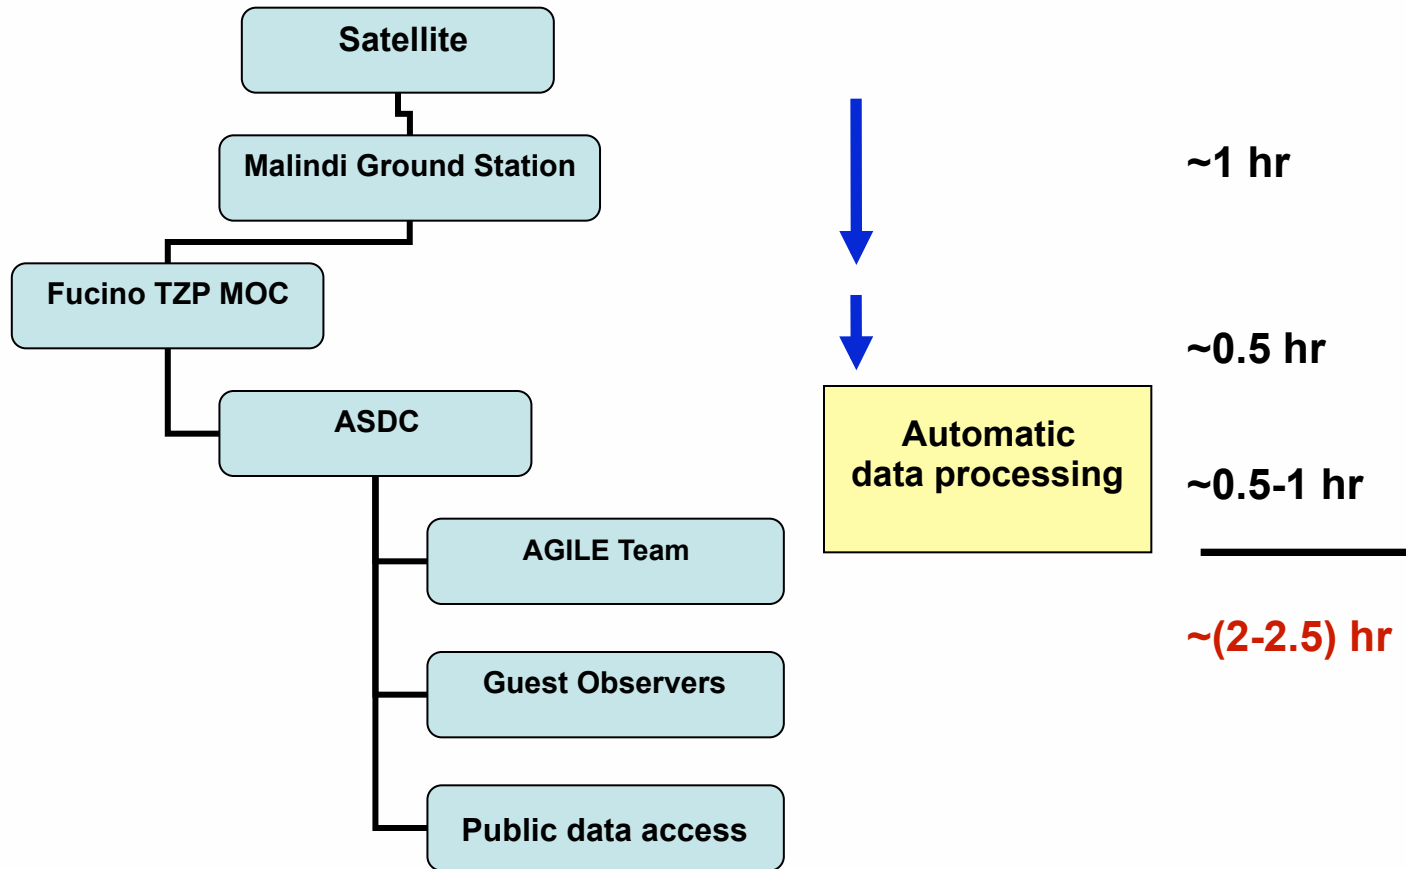 Satellite
Malindi Ground Station
Fucino TZP MOC
ASDC
AGILE Team
Guest Observers
Public data access
Automatic
data processing
~1 hr
~0.5 hr
~0.5-1 hr
~(2-2.5) hr